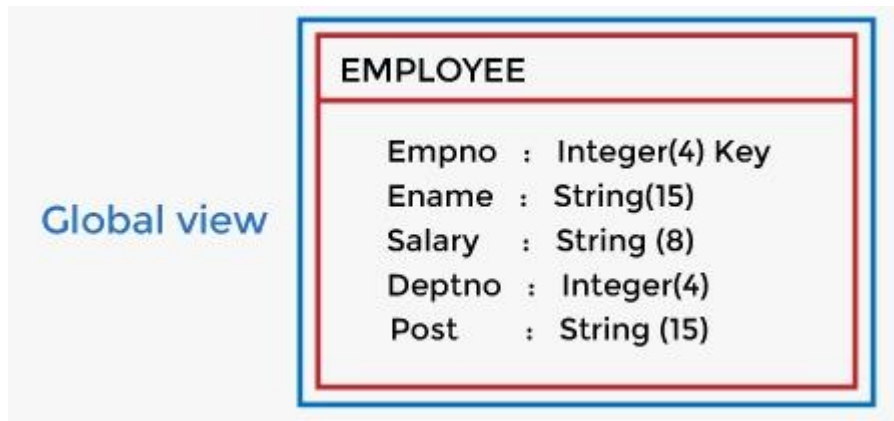 EMPLOYEE
Empno : Integer(4) Key
Ename : String(15)
Global view
Salary : String (8)
Deptno : Integer(4)
Post : String (15)